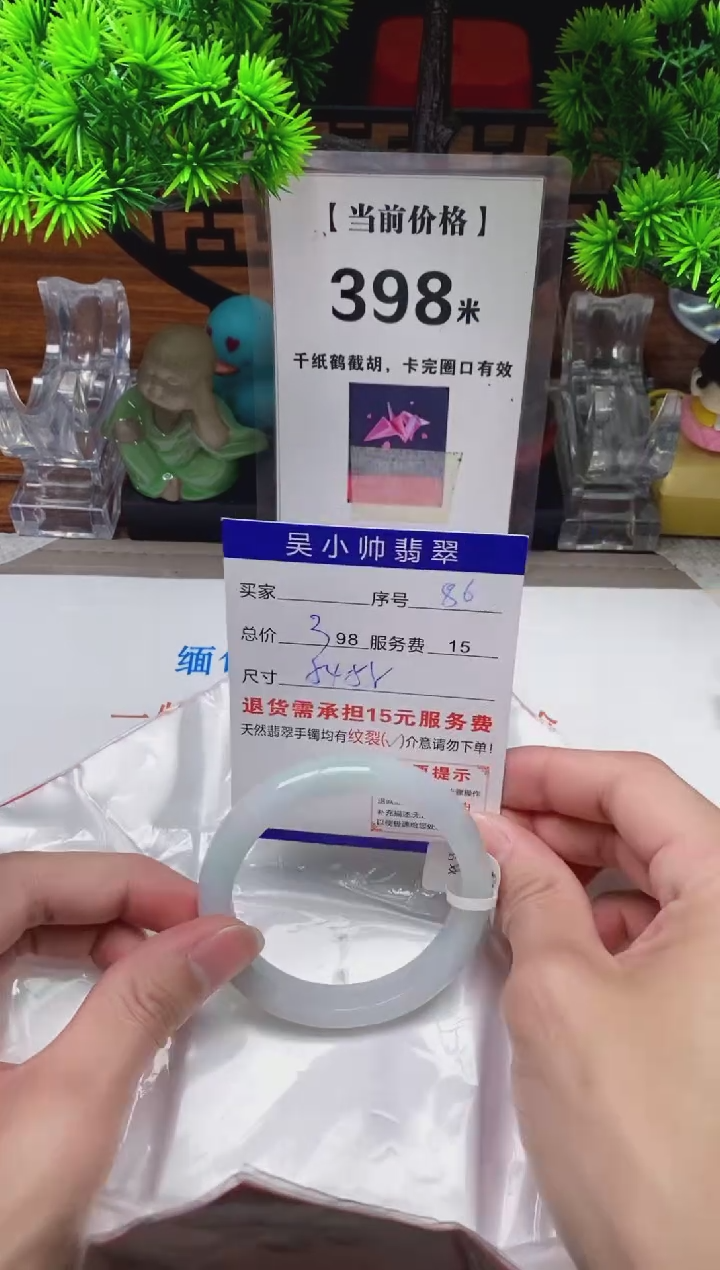 【当前价格】
398米
千纸鹤截胡，卡完圈口有效
吴小帅翡翠
买家 序号 86
总价 398 服务费 15
尺寸
退货需承担15元服务费
天然翡翠手镯均有纹裂(✓)介意请勿下单！
提示
缅